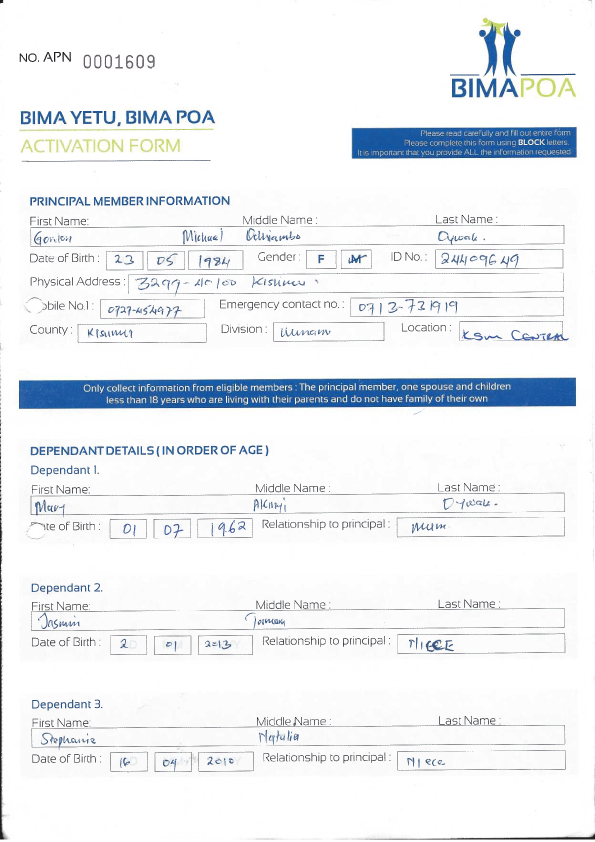 NO. APN 0001609
BIMAPOA
BIMA YETU, BIMA POA
ACTIVATION FORM
Please read carefully and fill out entire form
Please complete this form using BLOCK letters.
It is important that you provide ALL the information requested
PRINCIPAL MEMBER INFORMATION
First Name: Middle Name : Last Name :
Gordon Michael Ochiambo
Date of Birth : 23 05 1984 Gender : F M ID No. : 24409649
Physical Address : 3299-40100 Kisumu
obile No.1 : 0727-454977 Emergency contact no. : 0713-731919
County : Kisumu Division : Winam Location : KSM CENTRAL
Only collect information from eligible members : The principal member, one spouse and children
less than 18 years who are living with their parents and do not have family of their own
DEPENDANT DETAILS ( IN ORDER OF AGE )
Dependant 1.
First Name: Middle Name : Last Name :
Mary Akinyi
ate of Birth : 01 07 1962 Relationship to principal : Mum
Dependant 2.
First Name: Middle Name : Last Name :
Jasmin
Date of Birth : 2 01 2013 Relationship to principal : NIECE
Dependant 3.
First Name: Middle Name : Last Name :
Stephanie Natalia
Date of Birth : 16 04 2010 Relationship to principal : Niece